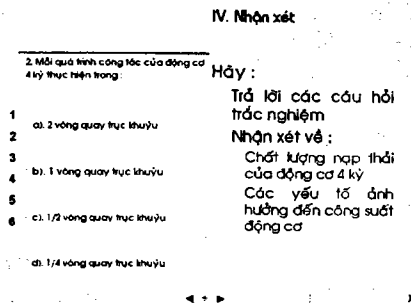 IV. Nhận xét
2. Mỗi quá trình công tác của động cơ
4 kỳ thực hiện trong :
1
2
3
4
5
6
a). 2 vòng quay trục khuỷu
b). 1 vòng quay trục khuỷu
c). 1/2 vòng quay trục khuỷu
d). 1/4 vòng quay trục khuỷu
Hãy :
Trả lời các câu hỏi
trắc nghiệm
Nhận xét về :
Chất lượng nạp thải
của động cơ 4 kỳ
Các yếu tố ảnh
hưởng đến công suất
động cơ